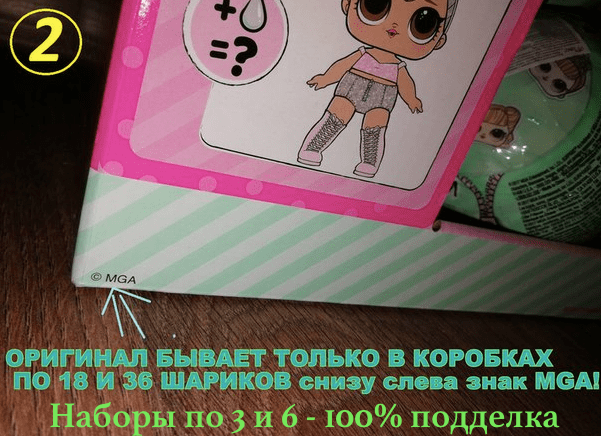 2
+
=?
© MGA
ОРИГИНАЛ БЫВАЕТ ТОЛЬКО В КОРОБКАХ
ПО 18 И 36 ШАРИКОВ снизу слева знак MGA!
Наборы по 3 и 6 - 100% подделка